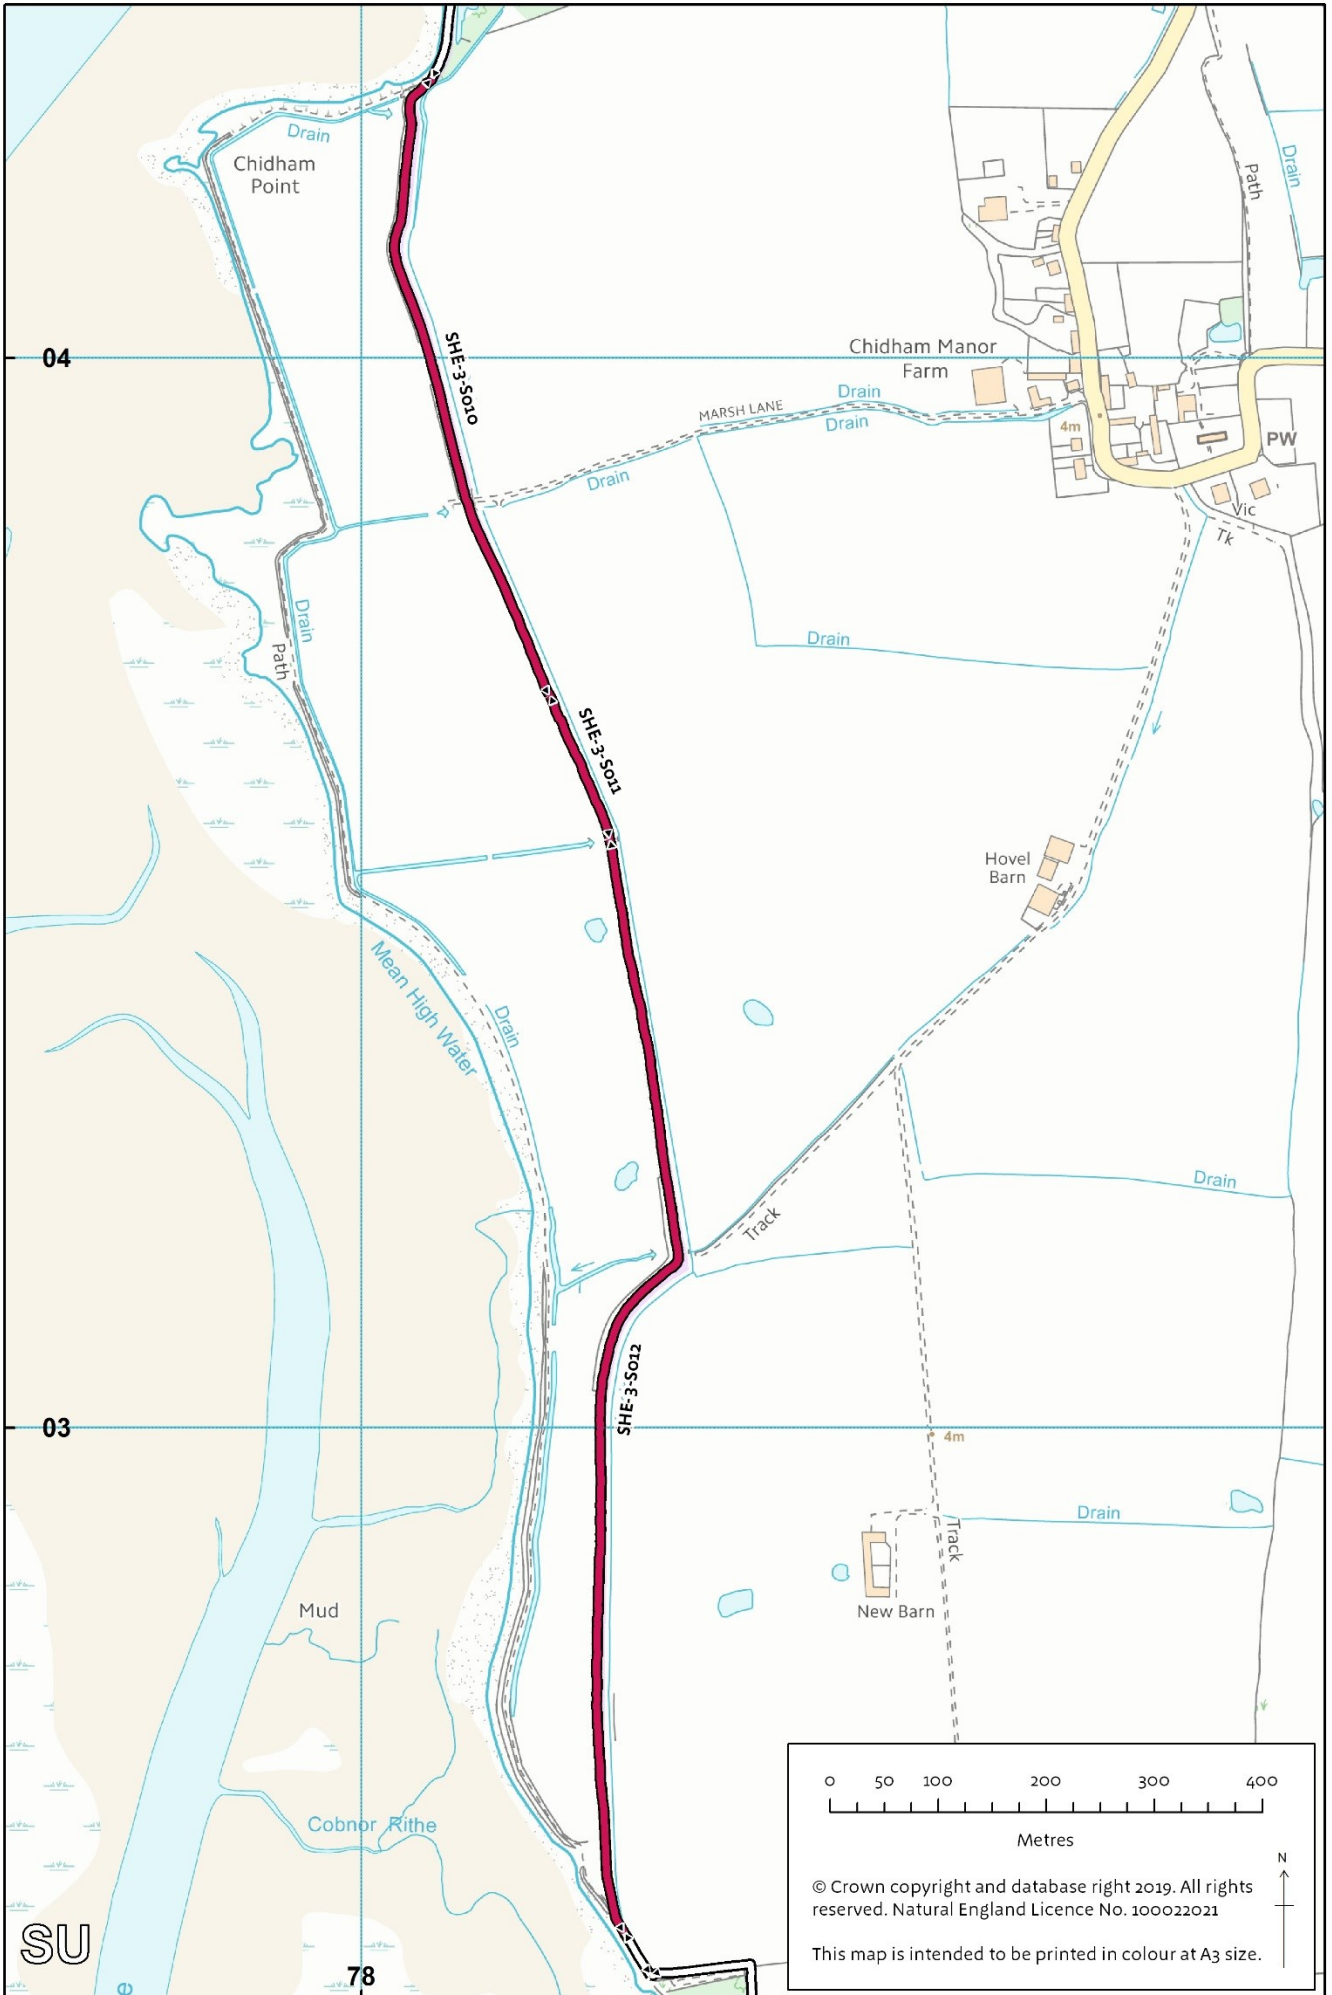 Drain
Chidham
Point
Path
Drain
SHE-3-S010
04
Chidham Manor
Farm
MARSH LANE
Drain
Drain
4m
PW
Drain
Vic
Tk
Drain
Path
Drain
SHE-3-S011
Hovel
Barn
Mean High Water
Drain
Drain
Track
SHE-3-S012
03
4m
Drain
Track
Mud
New Barn
Cobnor Rithe
0 50 100 200 300 400
Metres
N
© Crown copyright and database right 2019. All rights
reserved. Natural England Licence No. 100022021
This map is intended to be printed in colour at A3 size.
SU
78
e